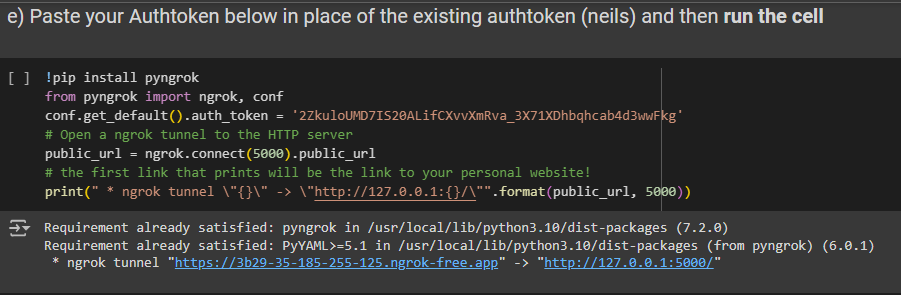 e) Paste your Authtoken below in place of the existing authtoken (neils) and then run the cell
[ ] !pip install pyngrok
from pyngrok import ngrok, conf
conf.get_default().auth_token = '2ZkuloUMD7IS20ALifCXvvXmRva_3X71XDhbqhcab4d3wwFkg'
# Open a ngrok tunnel to the HTTP server
public_url = ngrok.connect(5000).public_url
# the first link that prints will be the link to your personal website!
print(" * ngrok tunnel \"{}\" -> \"http://127.0.0.1:{}/\"".format(public_url, 5000))
Requirement already satisfied: pyngrok in /usr/local/lib/python3.10/dist-packages (7.2.0)
Requirement already satisfied: PyYAML>=5.1 in /usr/local/lib/python3.10/dist-packages (from pyngrok) (6.0.1)
 * ngrok tunnel "https://3b29-35-185-255-125.ngrok-free.app" -> "http://127.0.0.1:5000/"